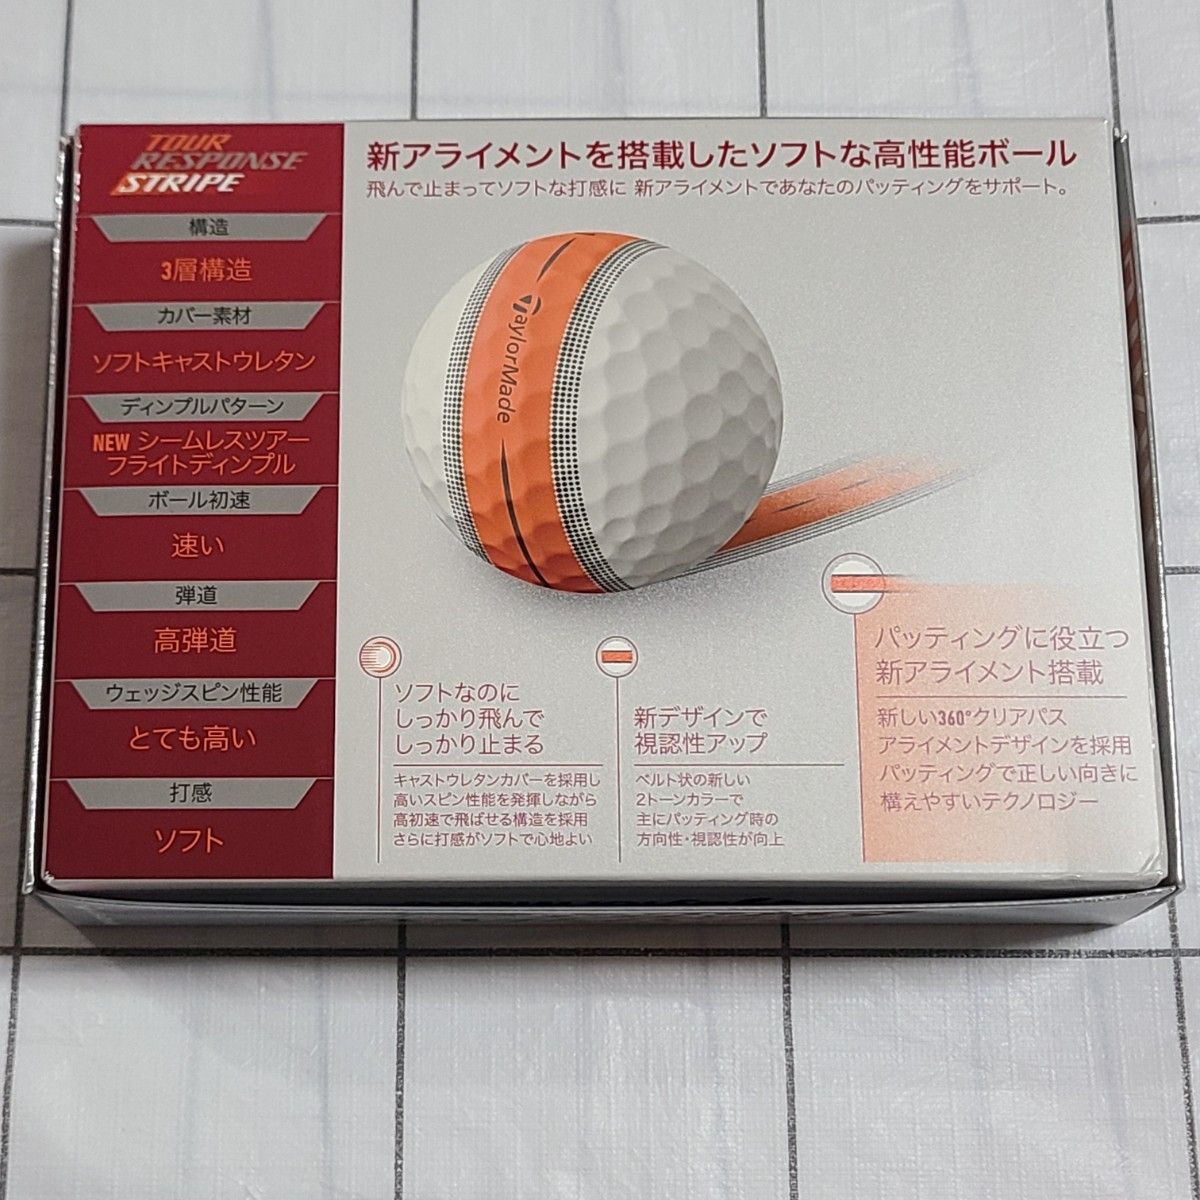 TOUR
RESPONSE
STRIPE
構造
3層構造
カバー素材
ソフトキャストウレタン
ディンプルパターン
NEW シームレスツアー
フライトディンプル
ボール初速
速い
弾道
高弾道
ウェッジスピン性能
とても高い
打感
ソフト
新アライメントを搭載したソフトな高性能ボール
飛んで止まってソフトな打感に 新アライメントであなたのパッティングをサポート。
TaylorMade
ソフトなのに
しっかり飛んで
しっかり止まる
キャストウレタンカバーを採用し
高いスピン性能を発揮しながら
高初速で飛ばせる構造を採用
さらに打感がソフトで心地よい
新デザインで
視認性アップ
ベルト状の新しい
2トーンカラーで
主にパッティング時の
方向性・視認性が向上
パッティングに役立つ
新アライメント搭載
新しい360°クリアパス
アライメントデザインを採用
パッティングで正しい向きに
構えやすいテクノロジー